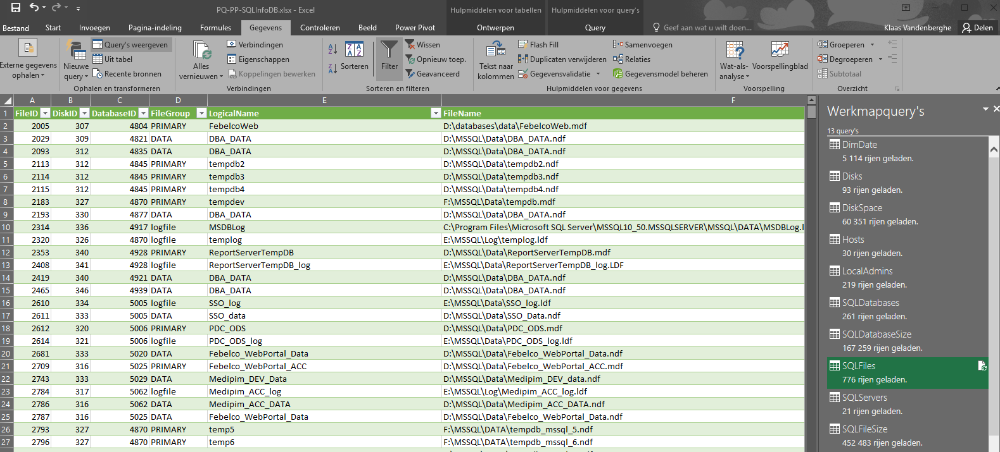 PQ-PP-SQLInfoDB.xlsx - Excel
Hulpmiddelen voor tabellen
Hulpmiddelen voor query's
Bestand Start Invoegen Pagina-indeling Formules Gegevens Controleren Beeld Power Pivot Ontwerpen Query Geef aan wat u wilt doen... Klaas Vandenberghe Delen
Externe gegevens ophalen
Nieuwe query
Query's weergeven
Uit tabel
Recente bronnen
Ophalen en transformeren
Alles vernieuwen
Verbindingen
Eigenschappen
Koppelingen bewerken
Verbindingen
Sorteren
Filter
Wissen
Opnieuw toep.
Geavanceerd
Sorteren en filteren
Tekst naar kolommen
Flash Fill
Duplicaten verwijderen
Gegevensvalidatie
Samenvoegen
Relaties
Gegevensmodel beheren
Hulpmiddelen voor gegevens
Wat-als-analyse
Voorspellingblad
Voorspelling
Groeperen
Degroeperen
Subtotaal
Overzicht
A B C D E F
1 FileID DiskID DatabaseID FileGroup LogicalName FileName
2 2005 307 4804 PRIMARY FebelcoWeb D:\databases\data\FebelcoWeb.mdf
3 2029 309 4821 DATA DBA_DATA D:\MSSQL\Data\DBA_DATA.ndf
4 2093 312 4835 DATA DBA_DATA D:\MSSQL\Data\DBA_DATA.ndf
5 2113 312 4845 PRIMARY tempdb2 D:\MSSQL\Data\tempdb2.ndf
6 2114 312 4845 PRIMARY tempdb3 D:\MSSQL\Data\tempdb3.ndf
7 2115 312 4845 PRIMARY tempdb4 D:\MSSQL\Data\tempdb4.ndf
8 2183 327 4870 PRIMARY tempdev F:\MSSQL\Data\tempdb.mdf
9 2193 330 4877 DATA DBA_DATA D:\MSSQL\Data\DBA_DATA.ndf
10 2314 336 4917 logfile MSDBLog C:\Program Files\Microsoft SQL Server\MSSQL10_50.MSSQLSERVER\MSSQL\DATA\MSDBLog.l
11 2320 326 4870 logfile templog E:\MSSQL\Log\templog.ldf
12 2353 340 4928 PRIMARY ReportServerTempDB D:\MSSQL\Data\ReportServerTempDB.mdf
13 2408 341 4928 logfile ReportServerTempDB_log E:\MSSQL\Data\ReportServerTempDB_log.LDF
14 2419 340 4921 DATA DBA_DATA D:\MSSQL\Data\DBA_DATA.ndf
15 2465 346 4939 DATA DBA_DATA D:\MSSQL\Data\DBA_DATA.ndf
16 2610 334 5005 logfile SSO_log E:\MSSQL\Data\SSO_log.ldf
17 2611 333 5005 DATA SSO_data D:\MSSQL\Data\SSO_Data.ndf
18 2612 320 5006 PRIMARY PDC_ODS D:\MSSQL\Data\PDC_ODS.mdf
19 2614 321 5006 logfile PDC_ODS_log E:\MSSQL\Data\PDC_ODS_log.ldf
20 2681 333 5020 DATA Febelco_WebPortal_Data D:\MSSQL\Data\Febelco_WebPortal_Data.ndf
21 2709 316 5025 PRIMARY Febelco_WebPortal_ACC D:\MSSQL\Data\Febelco_WebPortal_ACC.mdf
22 2743 333 5029 DATA Medipim_DEV_Data D:\MSSQL\Data\Medipim_DEV_data.ndf
23 2784 317 5062 logfile Medipim_ACC_log E:\MSSQL\Log\Medipim_ACC_log.ldf
24 2786 316 5062 DATA Medipim_ACC_DATA D:\MSSQL\Data\Medipim_ACC_DATA.ndf
25 2787 316 5025 DATA Febelco_WebPortal_Data D:\MSSQL\Data\Febelco_WebPortal_Data.ndf
26 2793 327 4870 PRIMARY temp5 F:\MSSQL\DATA\tempdb_mssql_5.ndf
27 2796 327 4870 PRIMARY temp6 F:\MSSQL\DATA\tempdb_mssql_6.ndf
Werkmapquery's
13 query's
DimDate
5 114 rijen geladen.
Disks
93 rijen geladen.
DiskSpace
60 351 rijen geladen.
Hosts
30 rijen geladen.
LocalAdmins
219 rijen geladen.
SQLDatabases
261 rijen geladen.
SQLDatabaseSize
167 259 rijen geladen.
SQLFiles
776 rijen geladen.
SQLServers
21 rijen geladen.
SQLFileSize
452 483 rijen geladen.